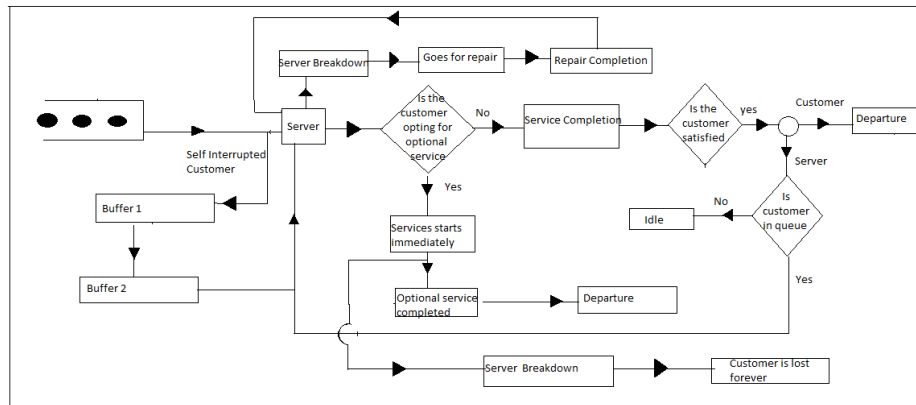 Server Breakdown
Goes for repair
Repair Completion
Is the
customer
opting for
optional
service
No
Service Completion
Is the
customer
satisfied
yes
Customer
Departure
Server
Self Interrupted
Customer
Server
Yes
Is
customer
in queue
No
Idle
Buffer 1
Services starts
immediately
Buffer 2
Yes
Optional service
completed
Departure
Server Breakdown
Customer is lost
forever